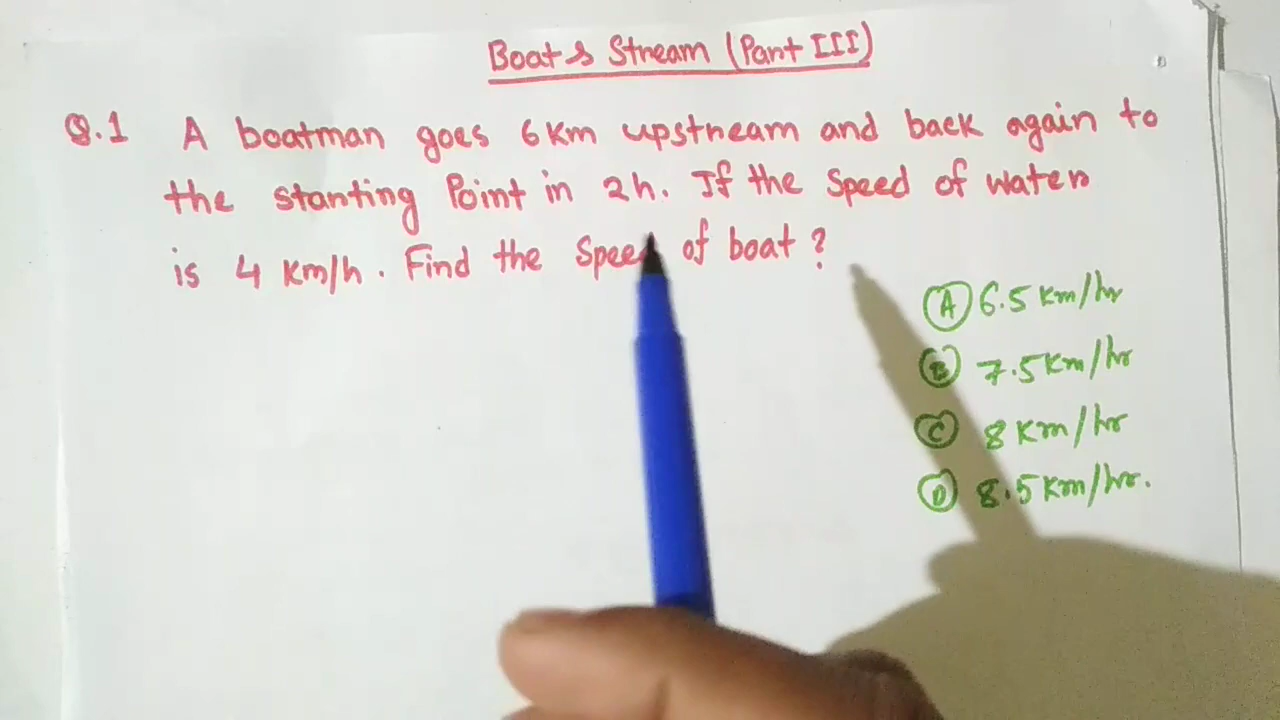 Boat & Stream (Part III)
Q.1 A boatman goes 6 Km upstream and back again to
the starting Point in 2h. If the speed of water
is 4 Km/h. Find the Speed of boat ?
(A) 6.5 Km/hr
(B) 7.5 Km/hr
(C) 8 Km/hr
(D) 8.5 Km/hr.